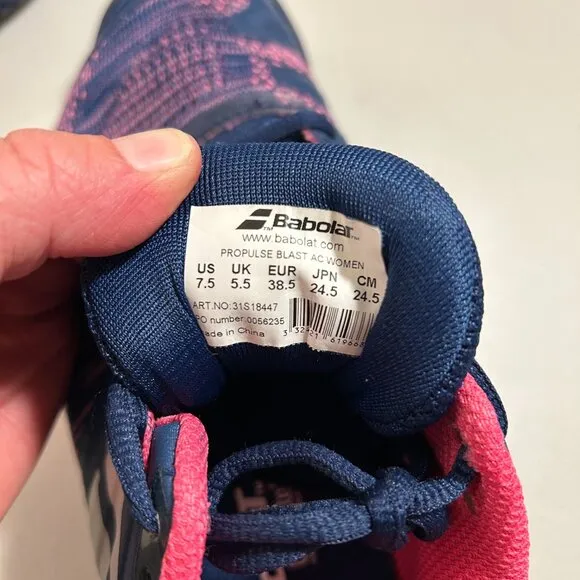 Babolat™
www.babolat.com
PROPULSE BLAST AC WOMEN
US UK EUR JPN CM
7.5 5.5 38.5 24.5 24.5
ART.NO:31S18447
PO number:0056235
Made in China